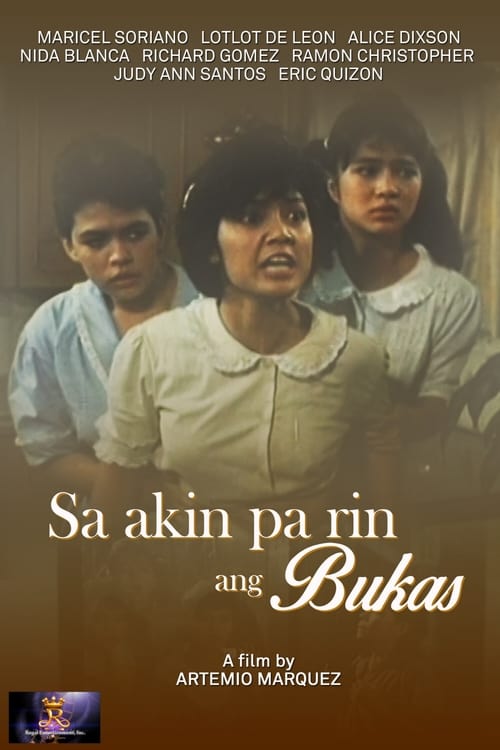 MARICEL SORIANO LOTLOT DE LEON ALICE DIXSON
NIDA BLANCA RICHARD GOMEZ RAMON CHRISTOPHER
JUDY ANN SANTOS ERIC QUIZON
Sa akin pa rin
ang Bukas
A film by
ARTEMIO MARQUEZ
R
Regal Entertainment, Inc.